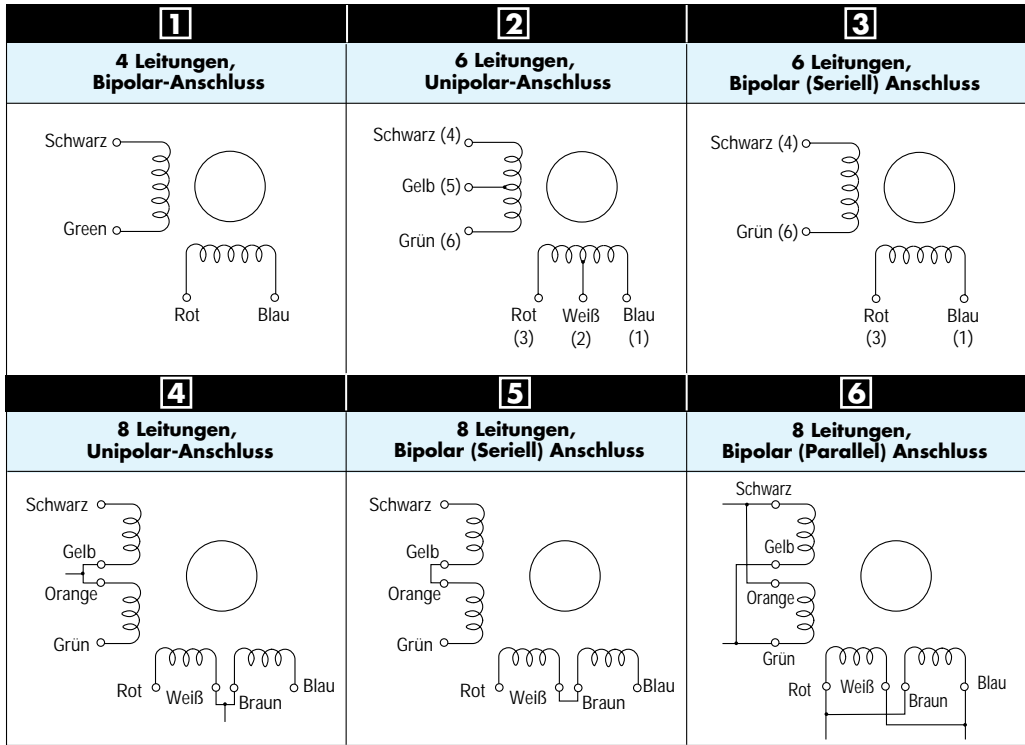 1
4 Leitungen,
Bipolar-Anschluss
Schwarz
Green
Rot
Blau
2
6 Leitungen,
Unipolar-Anschluss
Schwarz (4)
Gelb (5)
Grün (6)
Rot
(3)
Weiß
(2)
Blau
(1)
3
6 Leitungen,
Bipolar (Seriell) Anschluss
Schwarz (4)
Grün (6)
Rot
(3)
Blau
(1)
4
8 Leitungen,
Unipolar-Anschluss
Schwarz
Gelb
Orange
Grün
Rot
Weiß
Braun
Blau
5
8 Leitungen,
Bipolar (Seriell) Anschluss
Schwarz
Gelb
Orange
Grün
Rot
Weiß
Braun
Blau
6
8 Leitungen,
Bipolar (Parallel) Anschluss
Schwarz
Gelb
Orange
Grün
Rot
Weiß
Braun
Blau